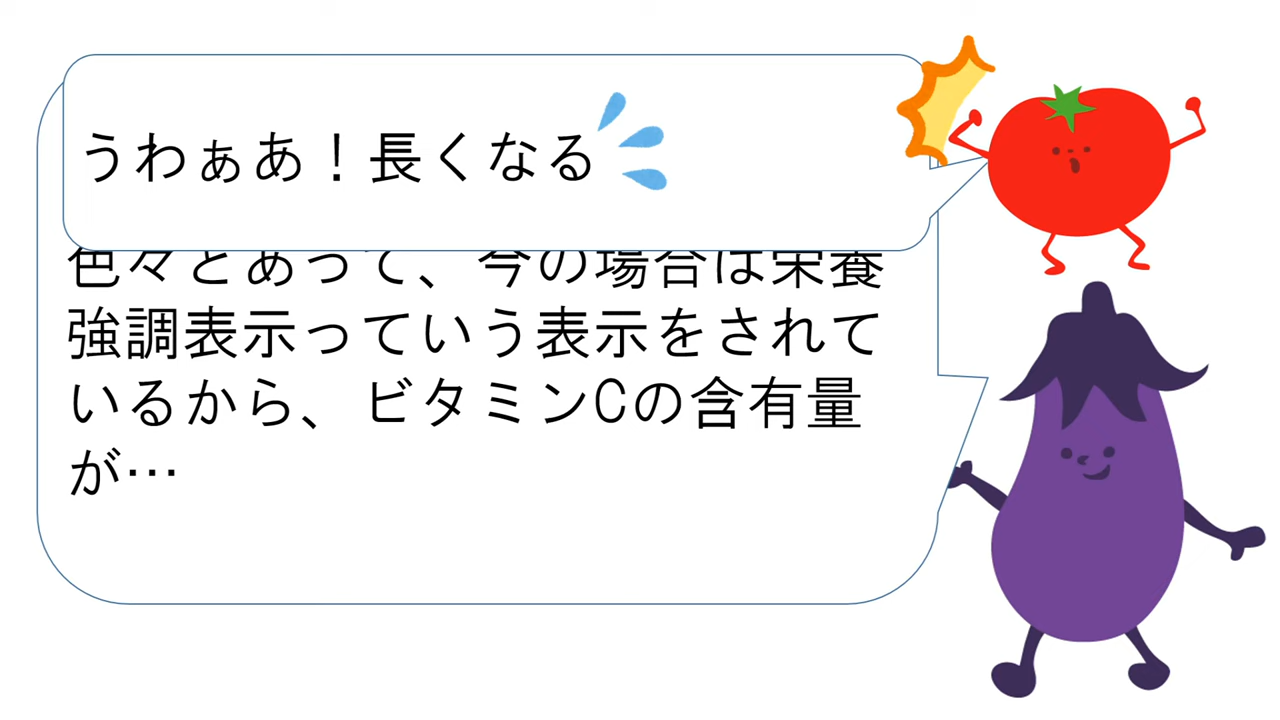 うわぁあ！長くなる
色々とあって、今の場合は栄養
強調表示っていう表示をされて
いるから、ビタミンCの含有量
が…